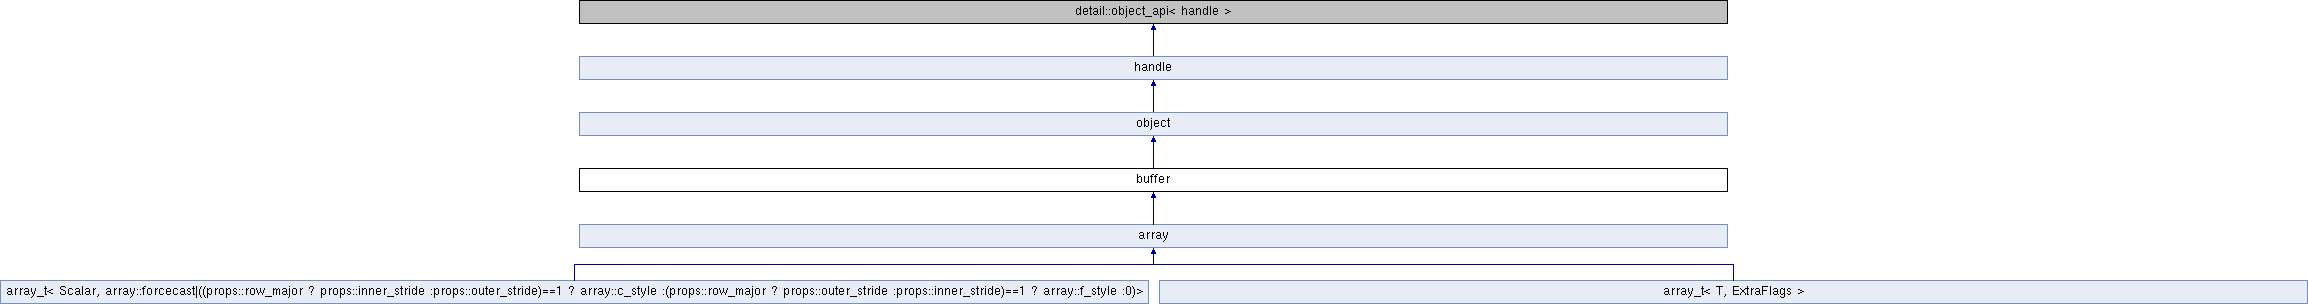 detail::object_api< handle >
handle
object
buffer
array
array_t< Scalar, array::forcecast|((props::row_major ? props::inner_stride :props::outer_stride)==1 ? array::c_style :(props::row_major ? props::outer_stride :props::inner_stride)==1 ? array::f_style :0)>
array_t< T, ExtraFlags >